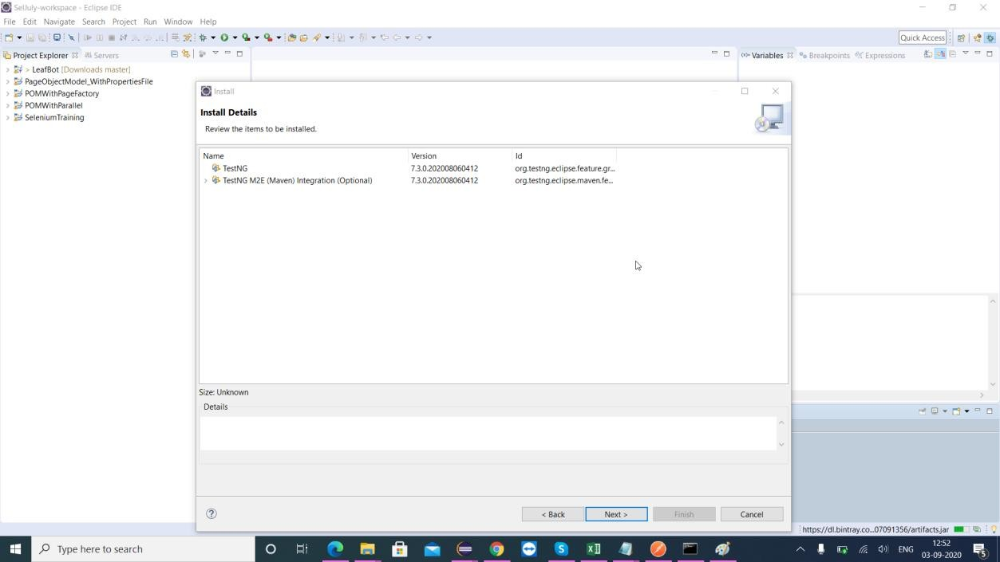 SelJuly-workspace - Eclipse IDE
File Edit Navigate Search Project Run Window Help
Quick Access
Project Explorer Servers
Variables Breakpoints Expressions
> LeafBot [Downloads master]
PageObjectModel_WithPropertiesFile
POMWithPageFactory
POMWithParallel
SeleniumTraining
Install
Install Details
Review the items to be installed.
Name Version Id
TestNG 7.3.0.202008060412 org.testng.eclipse.feature.gr...
TestNG M2E (Maven) Integration (Optional) 7.3.0.202008060412 org.testng.eclipse.maven.fe...
Size: Unknown
Details
< Back Next > Finish Cancel
https://dl.bintray.co...07091356/artifacts.jar
Type here to search
ENG
12:52
03-09-2020
5